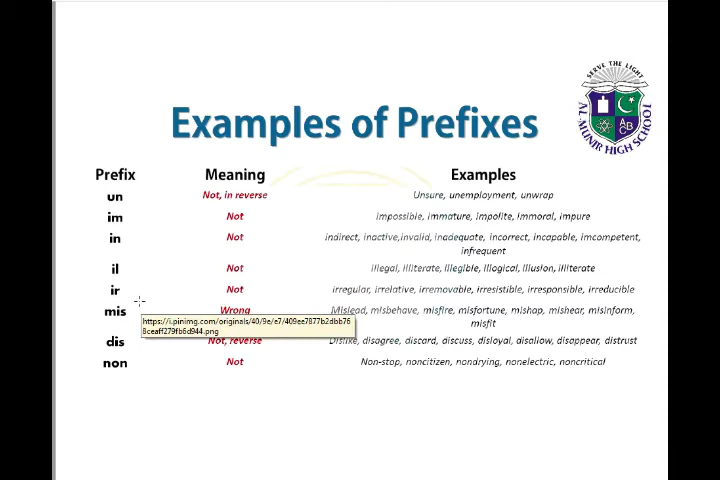 SERVE THE LIGHT
AL-MUNIR HIGH SCHOOL
A
B C
Examples of Prefixes
Prefix Meaning Examples
un Not, in reverse Unsure, unemployment, unwrap
im Not impossible, immature, impolite, immoral, impure
in Not indirect, inactive,invalid, inadequate, incorrect, incapable, imcompetent,
infrequent
il Not illegal, illiterate, illegible, illogical, illusion, illiterate
ir Not irregular, irrelative, irremovable, irresistible, irresponsible, irreducible
mis Wrong Mislead, misbehave, misfire, misfortune, mishap, mishear, misinform,
misfit
https://i.pinimg.com/originals/40/9e/e7/409ee7877b2dbb76
8ceaff279fb6d944.png
dis Not, reverse Dislike, disagree, discard, discuss, disloyal, disallow, disappear, distrust
non Not Non-stop, noncitizen, nondrying, nonelectric, noncritical